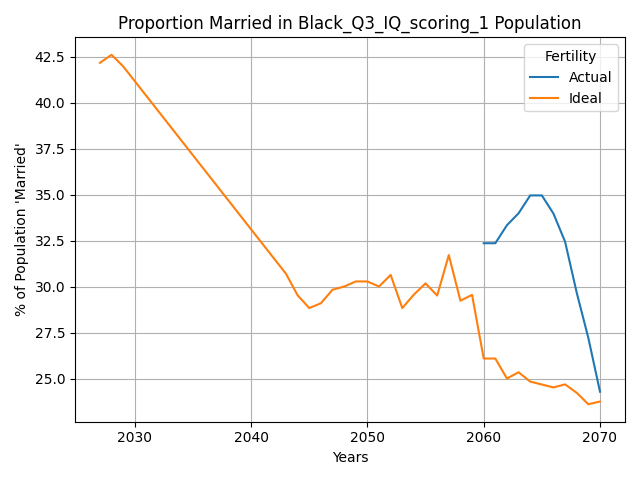 Proportion Married in Black_Q3_IQ_scoring_1 Population
% of Population 'Married'
42.5
40.0
37.5
35.0
32.5
30.0
27.5
25.0
Fertility
Actual
Ideal
2030 2040 2050 2060 2070
Years